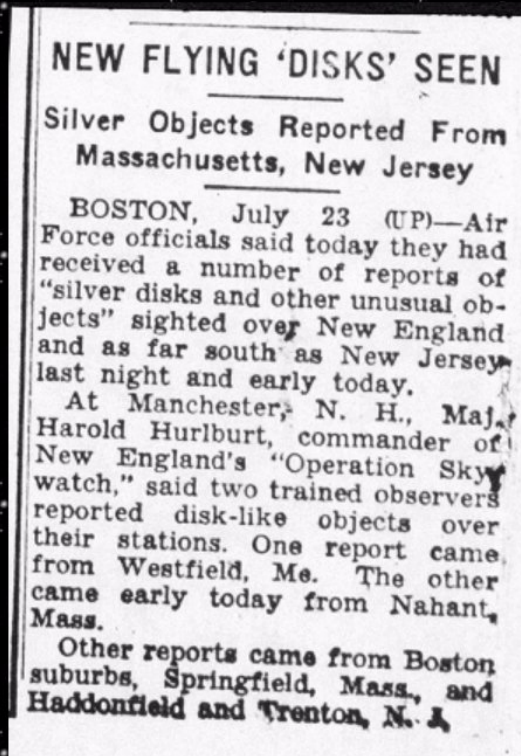 NEW FLYING 'DISKS' SEEN
Silver Objects Reported From
Massachusetts, New Jersey
BOSTON, July 23 (UP)—Air
Force officials said today they had
received a number of reports of
"silver disks and other unusual ob-
jects" sighted over New England
and as far south as New Jersey
last night and early today.
At Manchester, N. H., Maj.
Harold Hurlburt, commander of
New England's "Operation Sky-
watch," said two trained observers
reported disk-like objects over
their stations. One report came
from Westfield, Me. The other
came early today from Nahant,
Mass.
Other reports came from Boston
suburbs, Springfield, Mass., and
Haddonfield and Trenton, N. J.